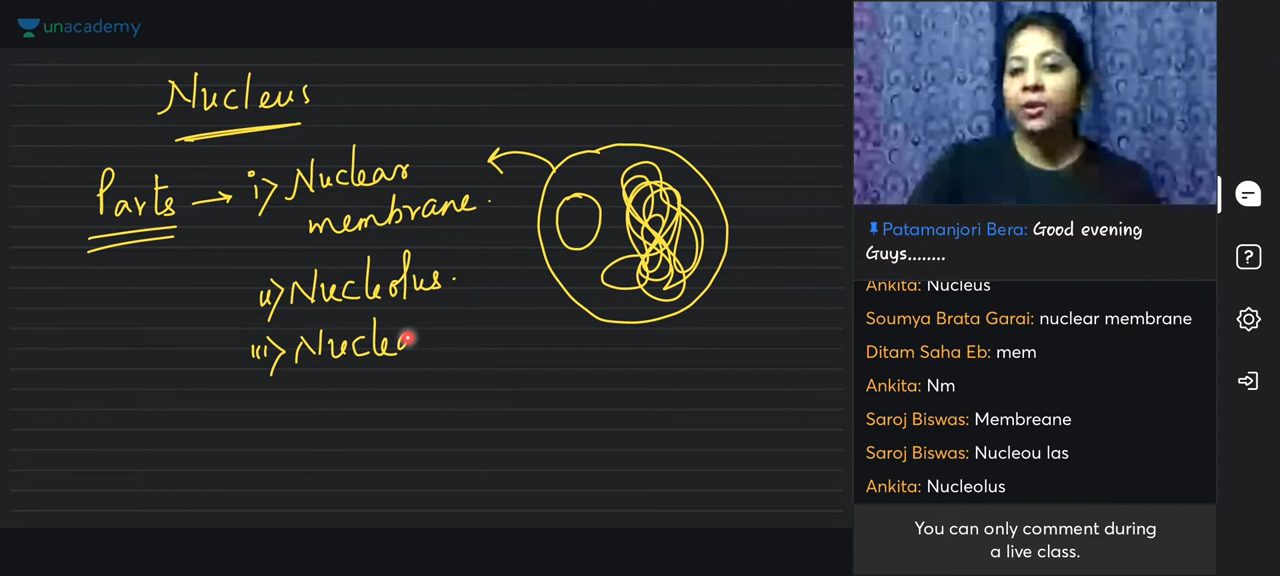 unacademy
Nucleus
Parts → i> Nuclear
membrane.
ii> Nucleolus.
iii> Nucleo
Patamanjori Bera: Good evening
Guys........
Ankita: Nucleus
Soumya Brata Garai: nuclear membrane
Ditam Saha Eb: mem
Ankita: Nm
Saroj Biswas: Membreane
Saroj Biswas: Nucleou las
Ankita: Nucleolus
You can only comment during
a live class.
?